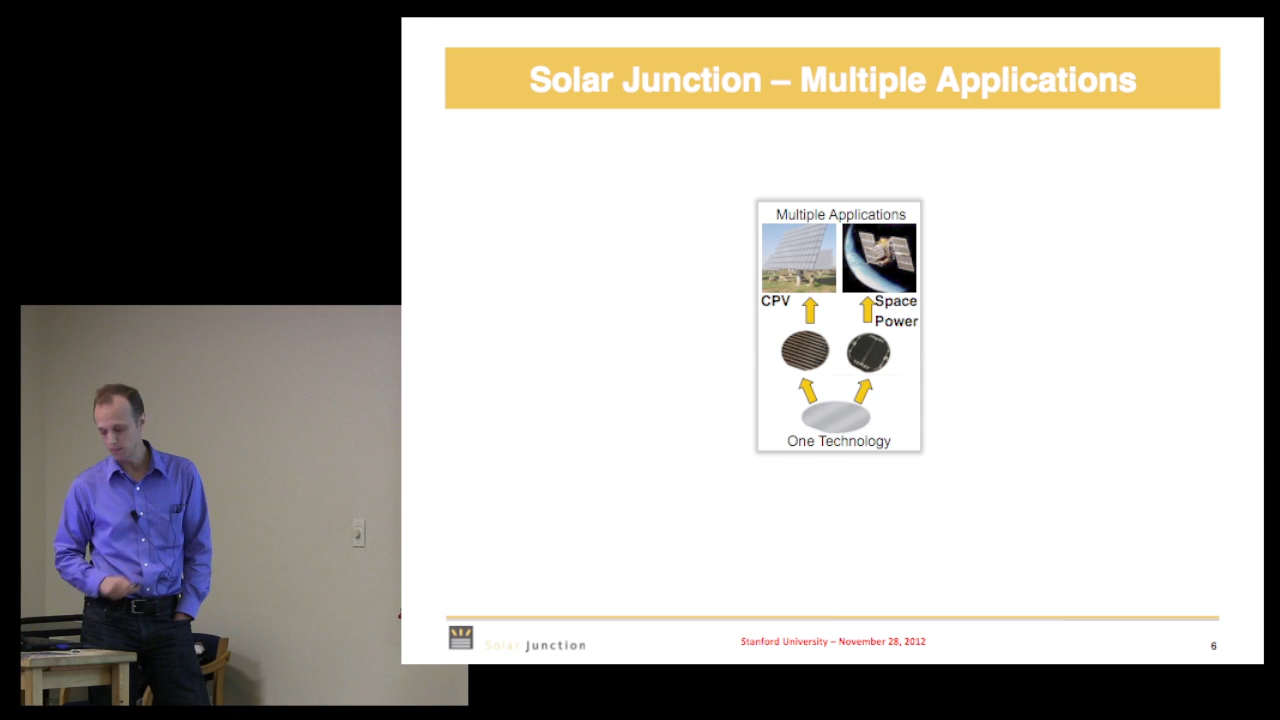 Solar Junction – Multiple Applications
Multiple Applications
CPV
Space
Power
One Technology
Solar Junction
Stanford University – November 28, 2012
6